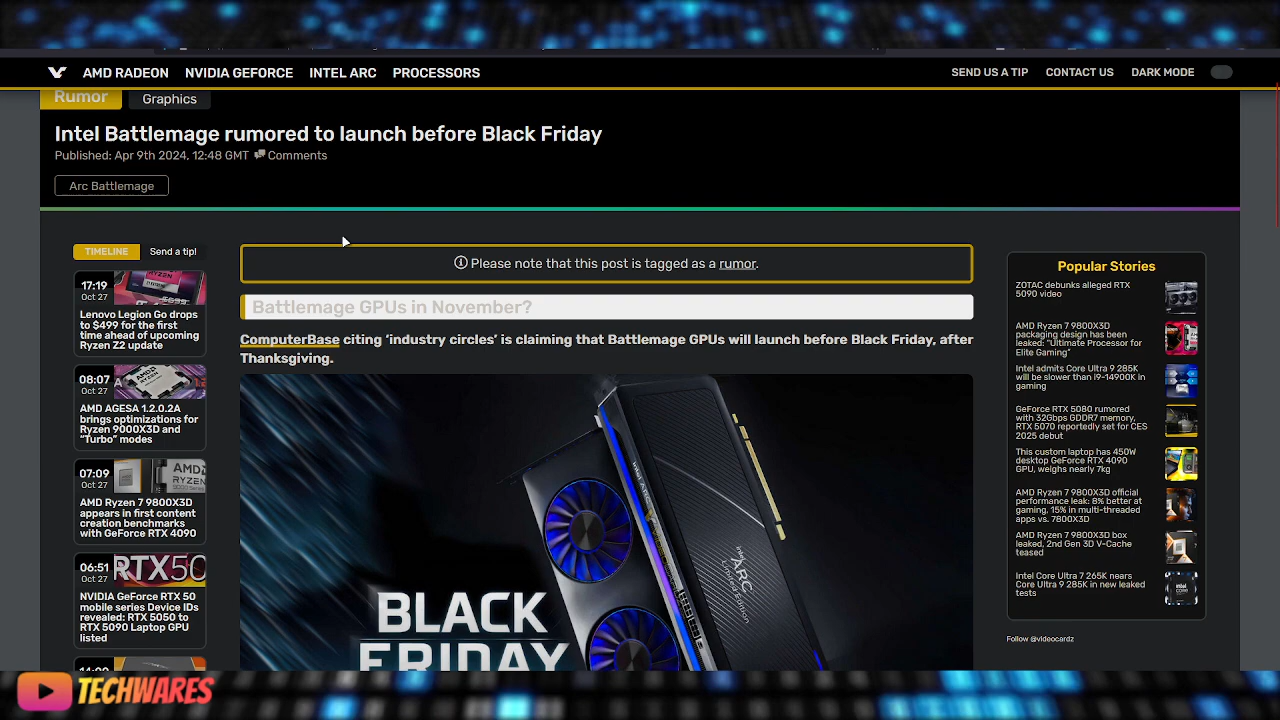 AMD RADEON NVIDIA GEFORCE INTEL ARC PROCESSORS SEND US A TIP CONTACT US DARK MODE
Rumor Graphics
Intel Battlemage rumored to launch before Black Friday
Published: Apr 9th 2024, 12:48 GMT Comments
Arc Battlemage
TIMELINE Send a tip!
17:19
Oct 27
Lenovo Legion Go drops
to $499 for the first
time ahead of upcoming
Ryzen Z2 update
08:07
Oct 27
AMD AGESA 1.2.0.2A
brings optimizations for
Ryzen 9000X3D and
“Turbo” modes
07:09
Oct 27
AMD
RYZEN
AMD Ryzen 7 9800X3D
appears in first content
creation benchmarks
with GeForce RTX 4090
06:51
Oct 27
RTX50
NVIDIA GeForce RTX 50
mobile series Device IDs
revealed: RTX 5050 to
RTX 5090 Laptop GPU
listed
Please note that this post is tagged as a rumor.
Battlemage GPUs in November?
ComputerBase citing ‘industry circles’ is claiming that Battlemage GPUs will launch before Black Friday, after
Thanksgiving.
intel ARC
intel ARC
Limited Edition
BLACK
FRIDAY
Popular Stories
ZOTAC debunks alleged RTX
5090 video
AMD Ryzen 7 9800X3D
packaging design has been
leaked: “Ultimate Processor for
Elite Gaming”
Intel admits Core Ultra 9 285K
will be slower than i9-14900K in
gaming
GeForce RTX 5080 rumored
with 32Gbps GDDR7 memory,
RTX 5070 reportedly set for CES
2025 debut
This custom laptop has 450W
desktop GeForce RTX 4090
GPU, weighs nearly 7kg
AMD Ryzen 7 9800X3D official
performance leak: 8% better at
gaming, 15% in multi-threaded
apps vs. 7800X3D
AMD Ryzen 7 9800X3D box
leaked, 2nd Gen 3D V-Cache
teased
Intel Core Ultra 7 265K nears
Core Ultra 9 285K in new leaked
tests
Follow @videocardz
TECHWARES